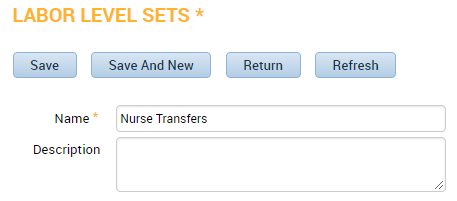 LABOR LEVEL SETS *
Save Save And New Return Refresh
Name * Nurse Transfers
Description